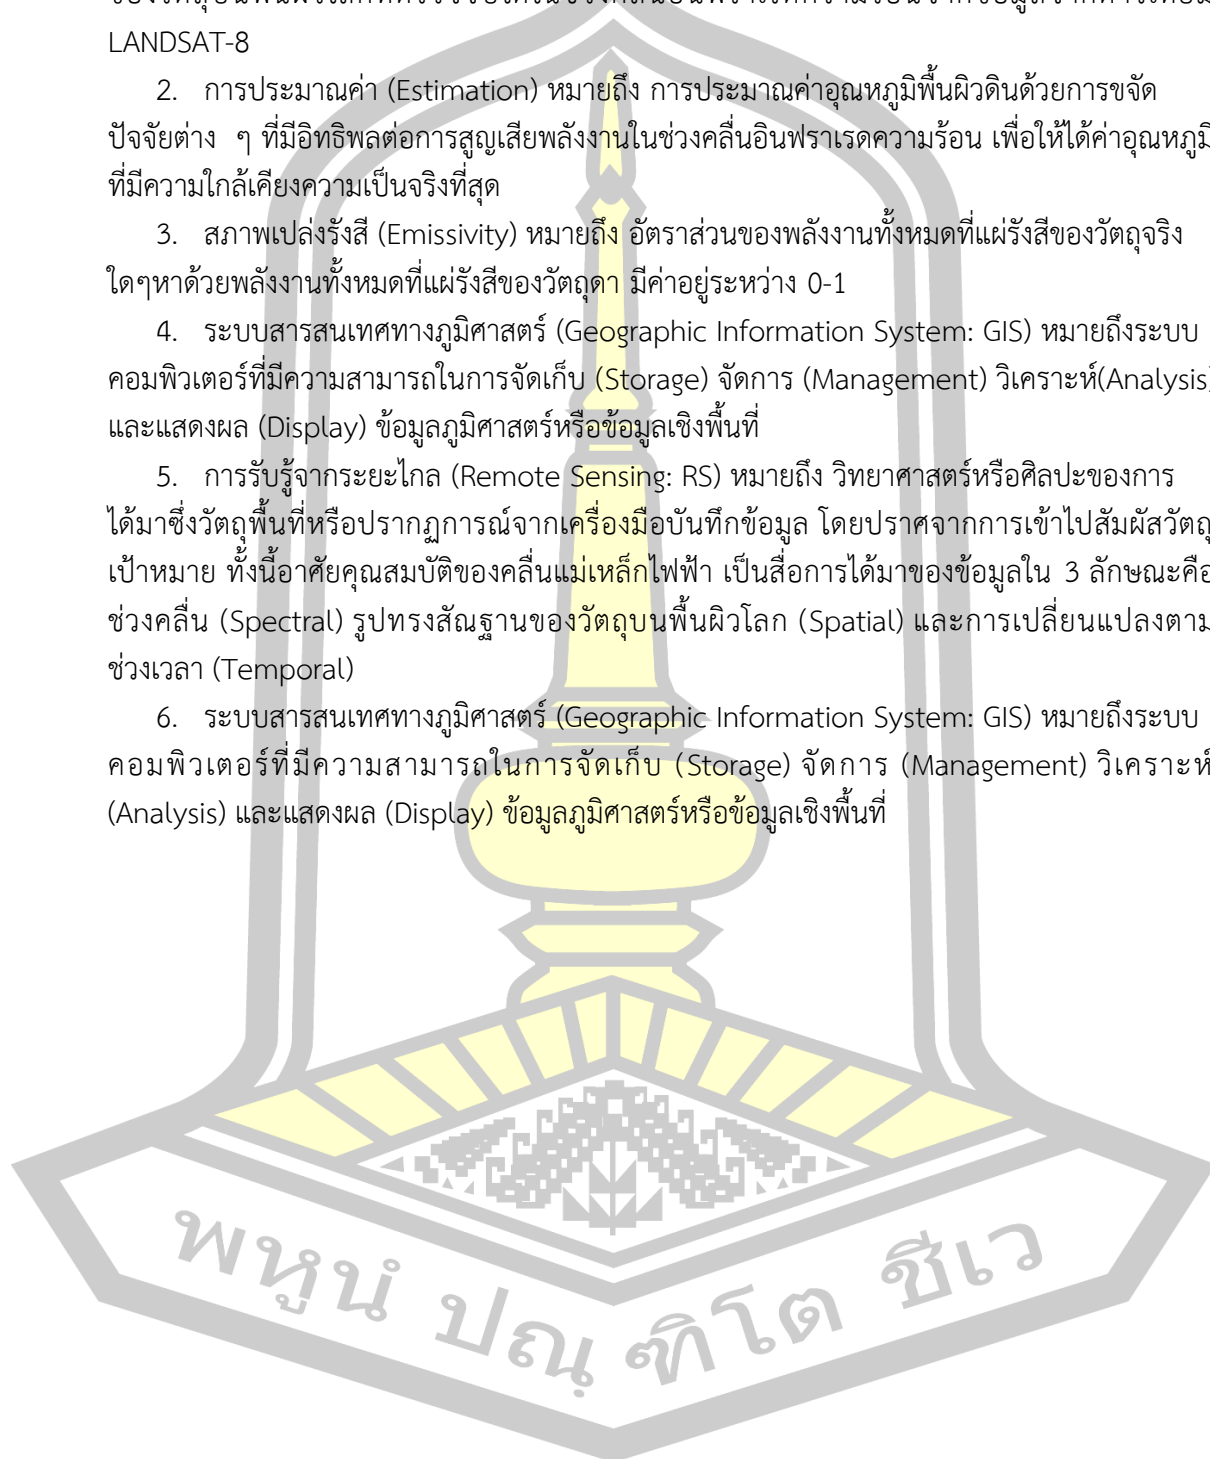 LANDSAT-8
2. การประมาณค่า (Estimation) หมายถึง การประมาณค่าอุณหภูมิพื้นผิวดินด้วยการขจัด
ปัจจัยต่าง ๆ ที่มีอิทธิพลต่อการสูญเสียพลังงานในช่วงคลื่นอินฟราเรดความร้อน เพื่อให้ได้ค่าอุณหภูมิ
ที่มีความใกล้เคียงความเป็นจริงที่สุด
3. สภาพเปล่งรังสี (Emissivity) หมายถึง อัตราส่วนของพลังงานทั้งหมดที่แผ่รังสีของวัตถุจริง
ใดๆหาด้วยพลังงานทั้งหมดที่แผ่รังสีของวัตถุดา มีค่าอยู่ระหว่าง 0-1
4. ระบบสารสนเทศทางภูมิศาสตร์ (Geographic Information System: GIS) หมายถึงระบบ
คอมพิวเตอร์ที่มีความสามารถในการจัดเก็บ (Storage) จัดการ (Management) วิเคราะห์(Analysis)
และแสดงผล (Display) ข้อมูลภูมิศาสตร์หรือข้อมูลเชิงพื้นที่
5. การรับรู้จากระยะไกล (Remote Sensing: RS) หมายถึง วิทยาศาสตร์หรือศิลปะของการ
ได้มาซึ่งวัตถุพื้นที่หรือปรากฏการณ์จากเครื่องมือบันทึกข้อมูล โดยปราศจากการเข้าไปสัมผัสวัตถุ
เป้าหมาย ทั้งนี้อาศัยคุณสมบัติของคลื่นแม่เหล็กไฟฟ้า เป็นสื่อการได้มาของข้อมูลใน 3 ลักษณะคือ
ช่วงคลื่น (Spectral) รูปทรงสัณฐานของวัตถุบนพื้นผิวโลก (Spatial) และการเปลี่ยนแปลงตาม
ช่วงเวลา (Temporal)
6. ระบบสารสนเทศทางภูมิศาสตร์ (Geographic Information System: GIS) หมายถึงระบบ
คอมพิวเตอร์ที่มีความสามารถในการจัดเก็บ (Storage) จัดการ (Management) วิเคราะห์
(Analysis) และแสดงผล (Display) ข้อมูลภูมิศาสตร์หรือข้อมูลเชิงพื้นที่
พหูนํ ปณฺ ฑิโต ชีเว